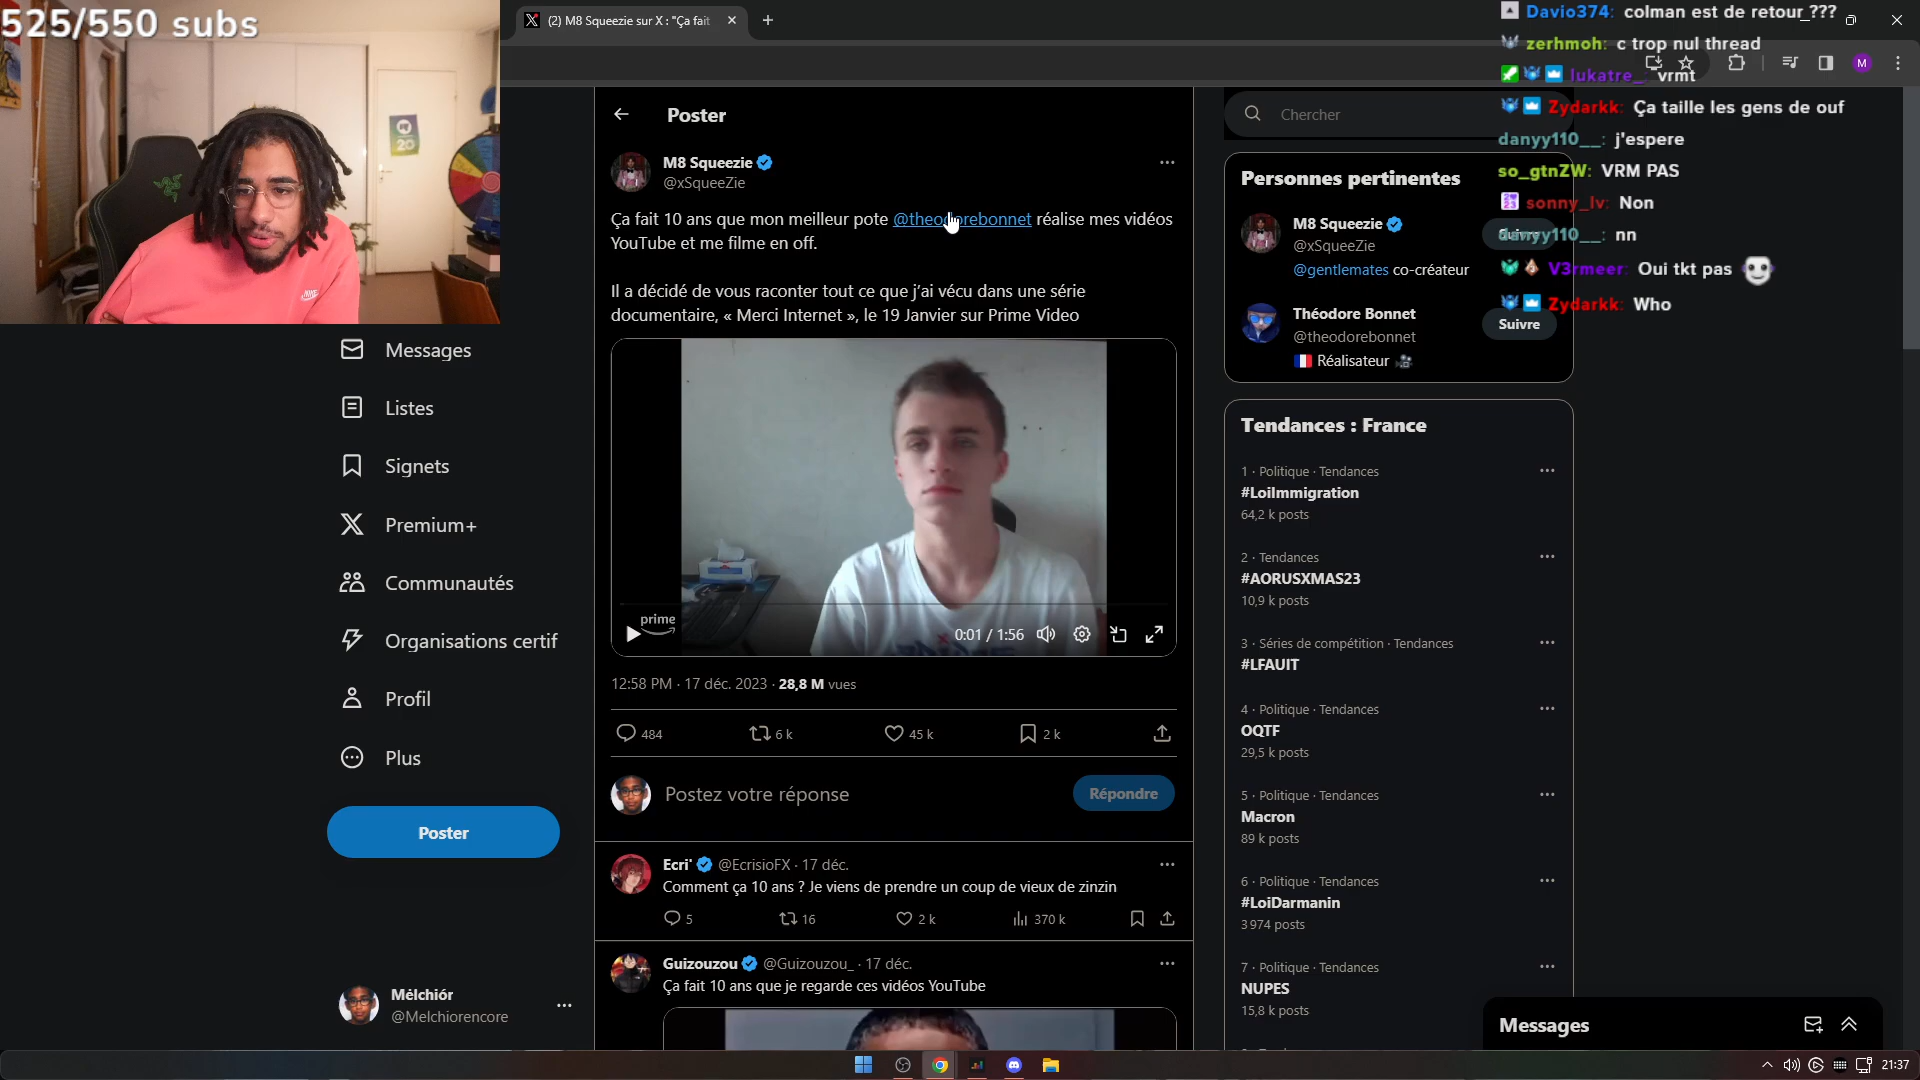 525/550 subs
(2) M8 Squeezie sur X : "Ça fait
Davio374: colman est de retour ???
zerhmoh: c trop nul thread
lukatre_: vrmt
Zydarkk: Ça taille les gens de ouf
danyy110__: j'espere
so_gtnZW: VRM PAS
sonny_lv: Non
danyy110__: nn
V3rmeer: Oui tkt pas
Zydarkk: Who
M
20
Poster
M8 Squeezie
@xSqueeZie
Ça fait 10 ans que mon meilleur pote @theodorebonnet réalise mes vidéos
YouTube et me filme en off.
Il a décidé de vous raconter tout ce que j'ai vécu dans une série
documentaire, « Merci Internet », le 19 Janvier sur Prime Video
prime
0:01 / 1:56
12:58 PM · 17 déc. 2023 · 28,8 M vues
484
6 k
45 k
2 k
Postez votre réponse
Répondre
Ecri' @EcrisioFX · 17 déc.
Comment ça 10 ans ? Je viens de prendre un coup de vieux de zinzin
5
16
2 k
370 k
Guizouzou @Guizouzou_ · 17 déc.
Ça fait 10 ans que je regarde ces vidéos YouTube
Messages
Listes
Signets
Premium+
Communautés
Organisations certif
Profil
Plus
Poster
Mélchiór
@Melchiorencore
Chercher
Personnes pertinentes
M8 Squeezie
@xSqueeZie
Suivre
@gentlemates co-créateur
Théodore Bonnet
@theodorebonnet
Suivre
Réalisateur
Tendances : France
1 · Politique · Tendances
#LoiImmigration
64,2 k posts
2 · Tendances
#AORUSXMAS23
10,9 k posts
3 · Séries de compétition · Tendances
#LFAUIT
4 · Politique · Tendances
OQTF
29,5 k posts
5 · Politique · Tendances
Macron
89 k posts
6 · Politique · Tendances
#LoiDarmanin
3 974 posts
7 · Politique · Tendances
NUPES
15,8 k posts
Messages
21:37